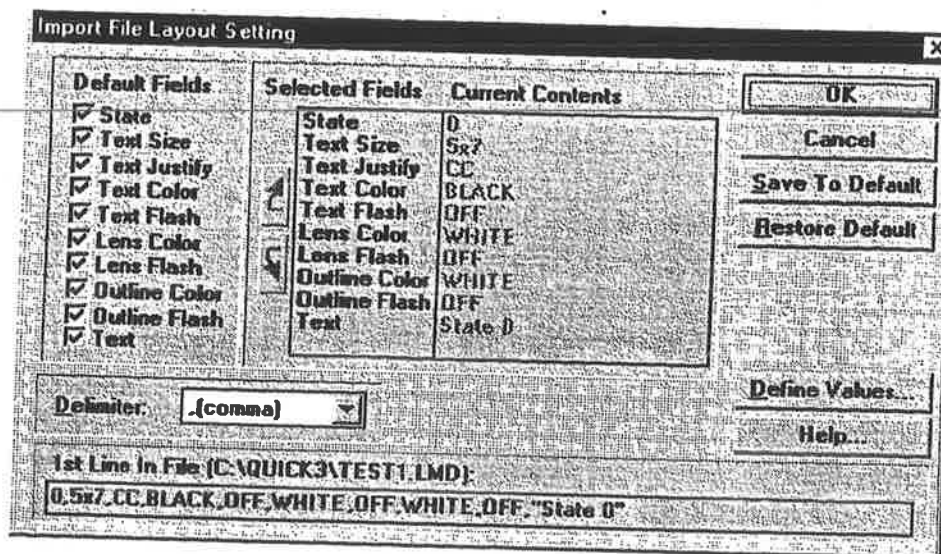 Import File Layout Setting
X
Default Fields
State
Text Size
Text Justify
Text Color
Text Flash
Lens Color
Lens Flash
Outline Color
Outline Flash
Text
Selected Fields Current Contents
State 0
Text Size 5x7
Text Justify CC
Text Color BLACK
Text Flash OFF
Lens Color WHITE
Lens Flash OFF
Outline Color WHITE
Outline Flash OFF
Text State 0
OK
Cancel
Save To Default
Restore Default
Define Values...
Help...
Delimiter: ,(comma)
1st Line In File (C:\QUICK3\TEST1.LMD):
0,5x7,CC,BLACK,OFF,WHITE,OFF,WHITE,OFF,"State 0"